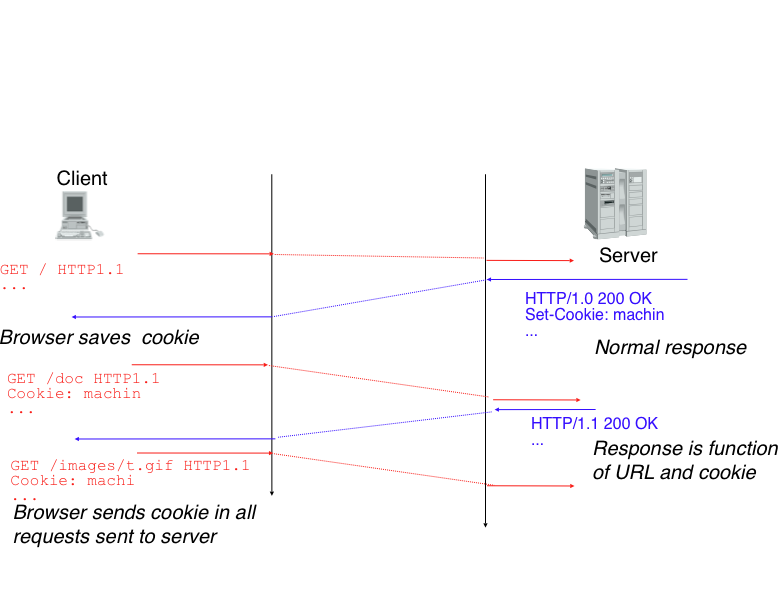 Client
Server
GET / HTTP1.1
...
HTTP/1.0 200 OK
Set-Cookie: machin
...
Browser saves cookie
Normal response
GET /doc HTTP1.1
Cookie: machin
...
HTTP/1.1 200 OK
...
Response is function
of URL and cookie
GET /images/t.gif HTTP1.1
Cookie: machi
...
Browser sends cookie in all
requests sent to server